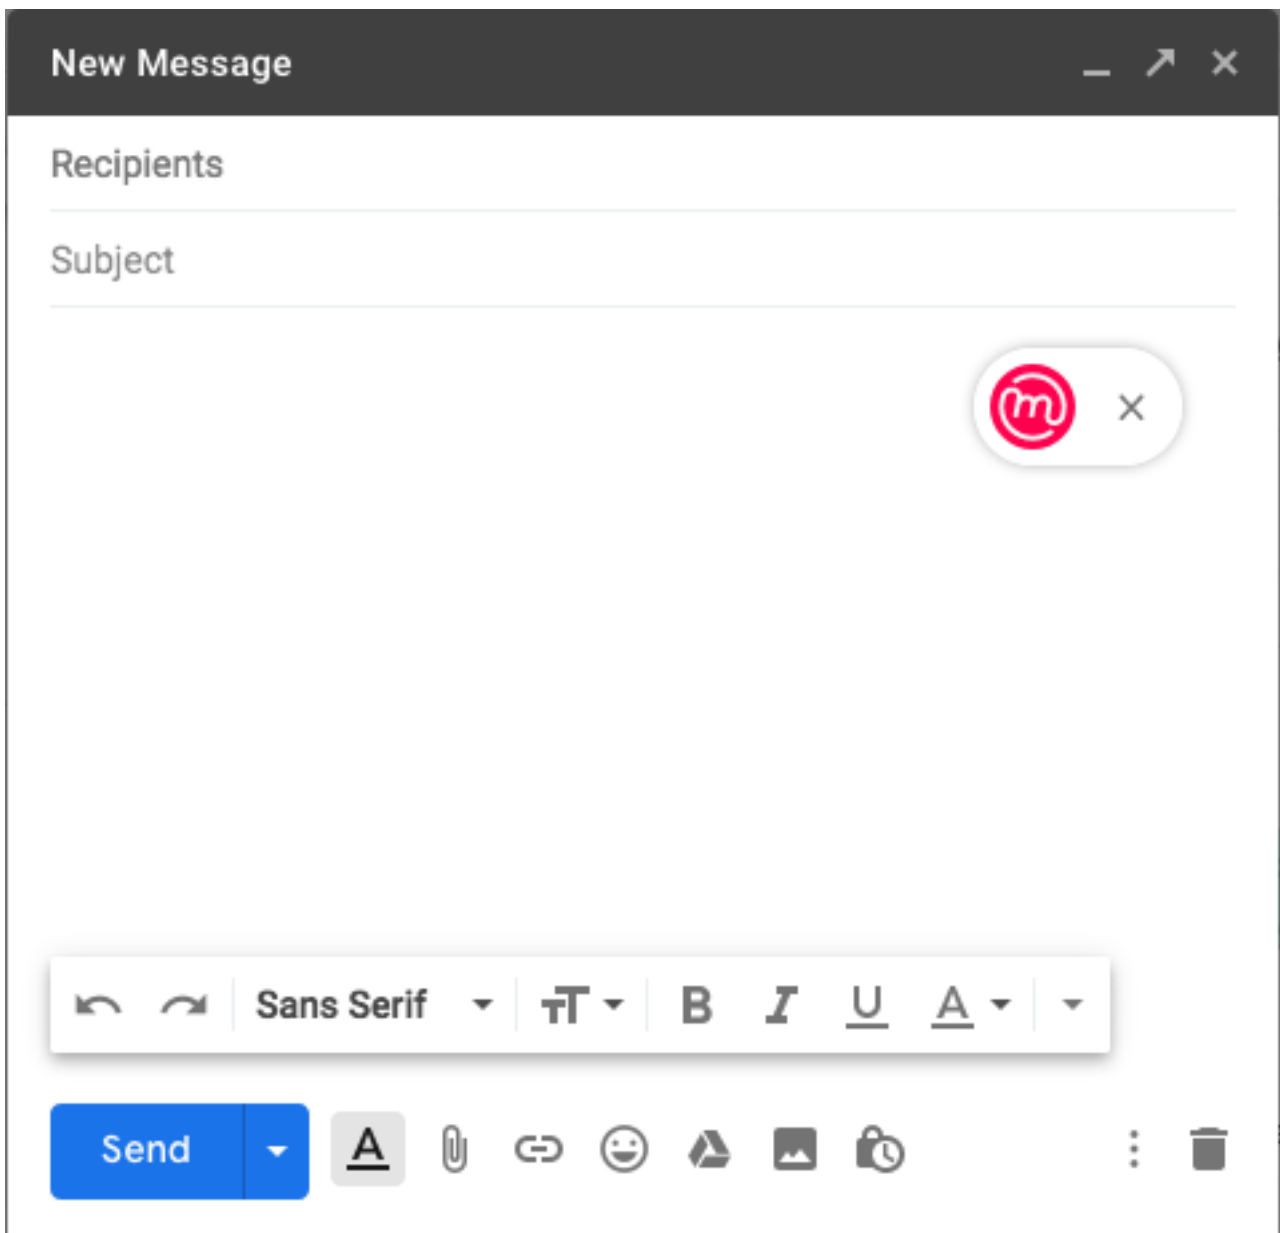 New Message
Recipients
Subject
m
Sans Serif
B I U A
Send
A